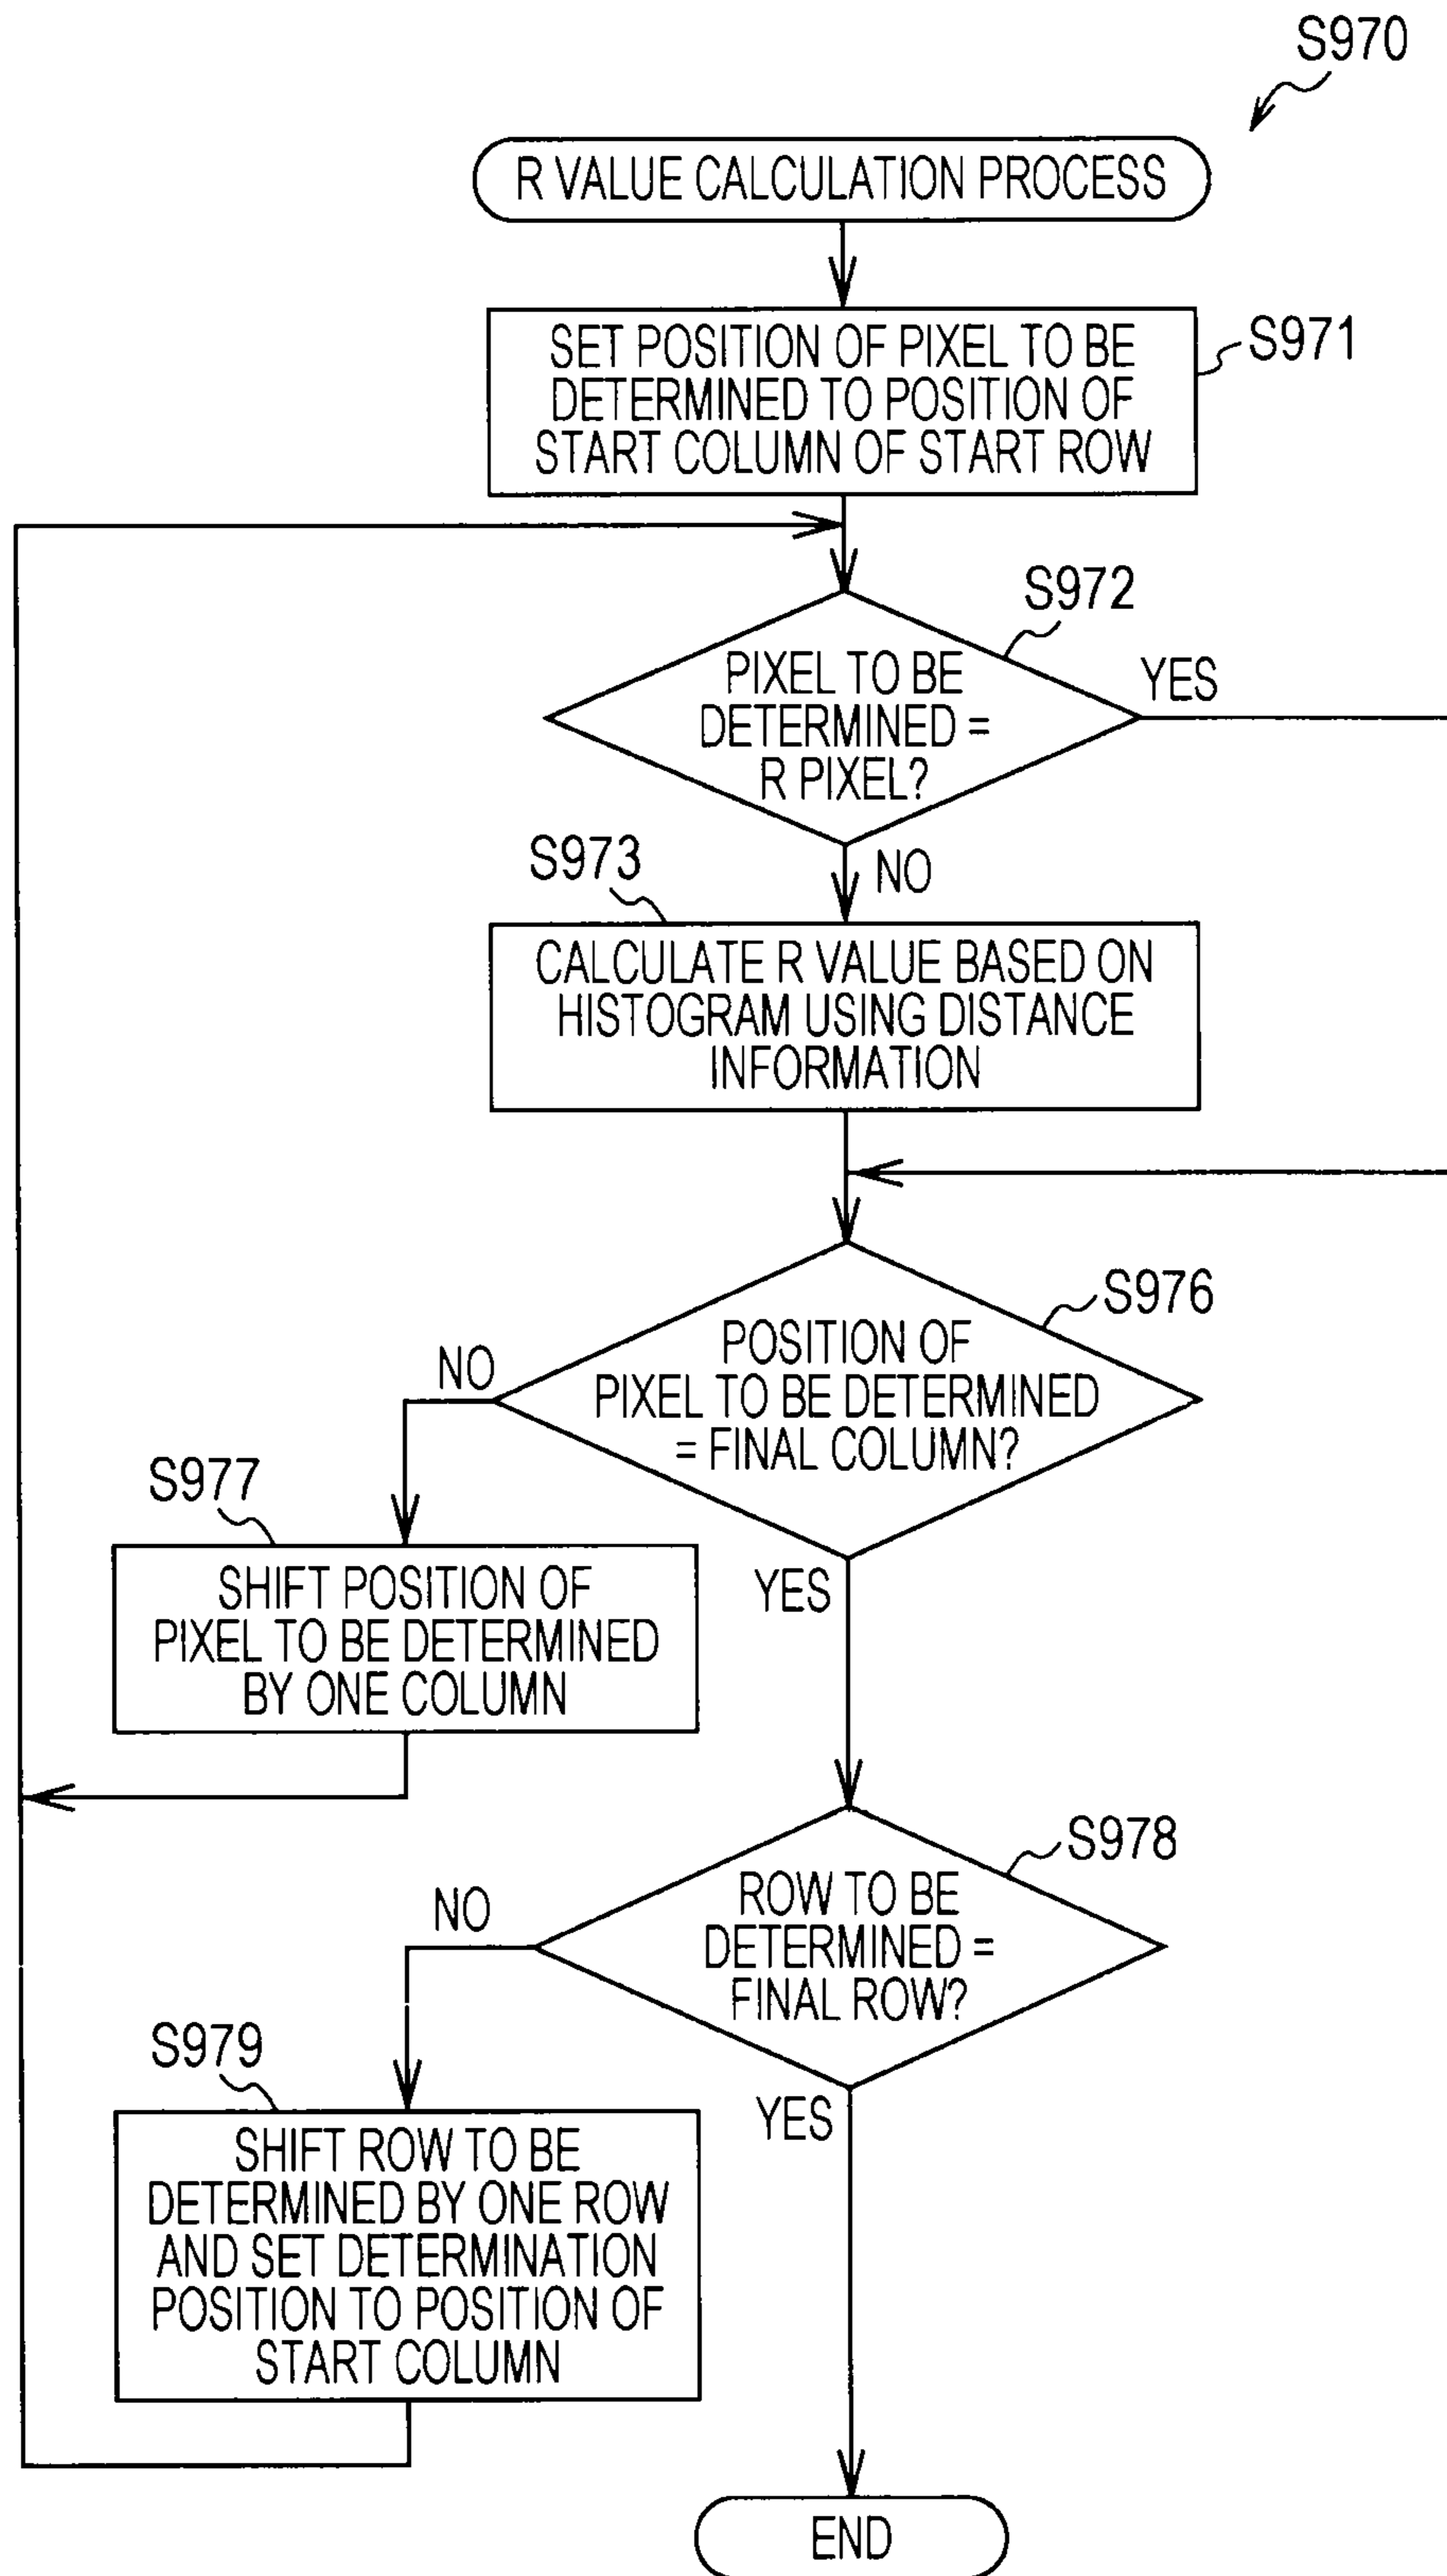 S970
R VALUE CALCULATION PROCESS
SET POSITION OF PIXEL TO BE
DETERMINED TO POSITION OF
START COLUMN OF START ROW
S971
S972
PIXEL TO BE
DETERMINED =
R PIXEL?
YES
NO
S973
CALCULATE R VALUE BASED ON
HISTOGRAM USING DISTANCE
INFORMATION
S976
POSITION OF
PIXEL TO BE DETERMINED
= FINAL COLUMN?
NO
YES
S977
SHIFT POSITION OF
PIXEL TO BE DETERMINED
BY ONE COLUMN
S978
ROW TO BE
DETERMINED =
FINAL ROW?
NO
YES
S979
SHIFT ROW TO BE
DETERMINED BY ONE ROW
AND SET DETERMINATION
POSITION TO POSITION OF
START COLUMN
END